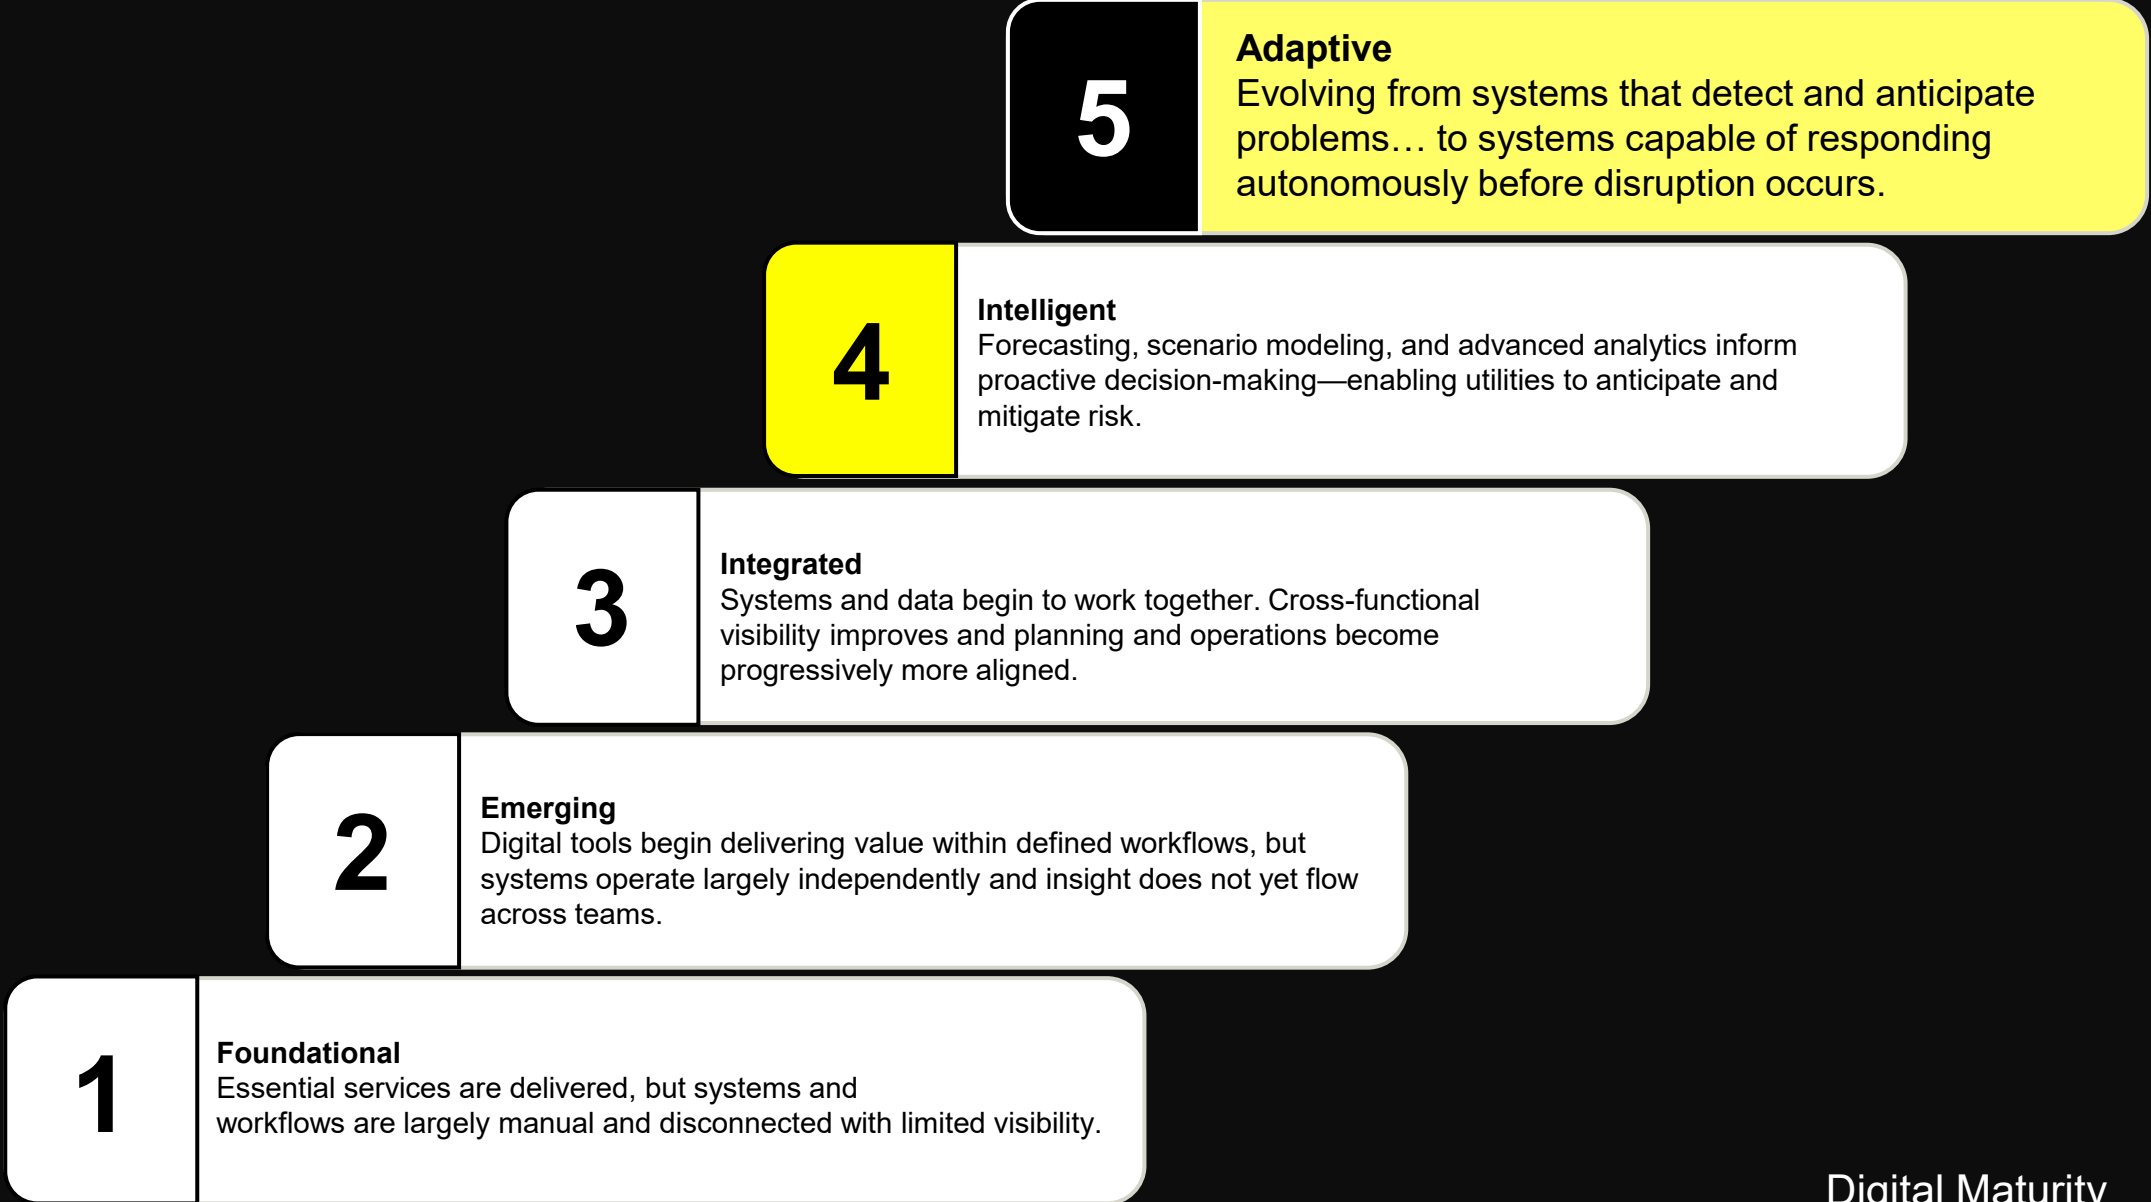 5
Adaptive
Evolving from systems that detect and anticipate
problems… to systems capable of responding
autonomously before disruption occurs.
4
Intelligent
Forecasting, scenario modeling, and advanced analytics inform
proactive decision-making—enabling utilities to anticipate and
mitigate risk.
3
Integrated
Systems and data begin to work together. Cross-functional
visibility improves and planning and operations become
progressively more aligned.
2
Emerging
Digital tools begin delivering value within defined workflows, but
systems operate largely independently and insight does not yet flow
across teams.
1
Foundational
Essential services are delivered, but systems and
workflows are largely manual and disconnected with limited visibility.
Digital Maturity